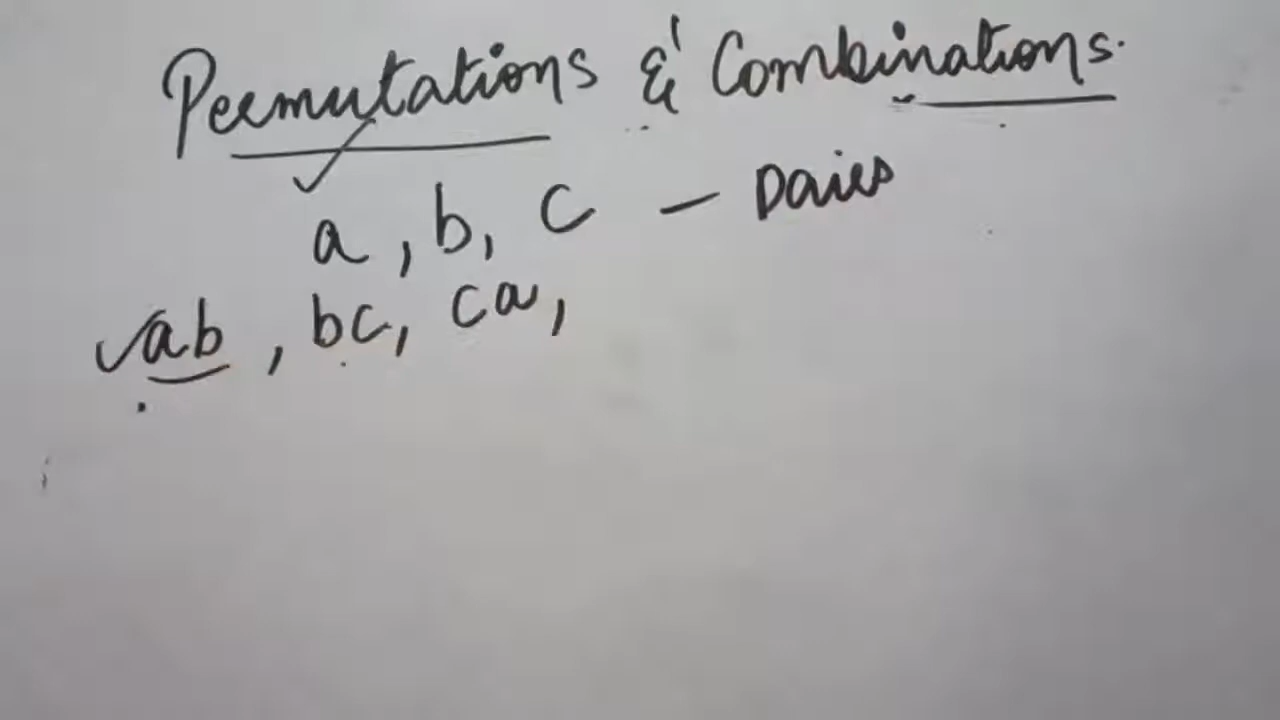 Permutations & Combinations.
a, b, c – Pairs
ab, bc, ca,